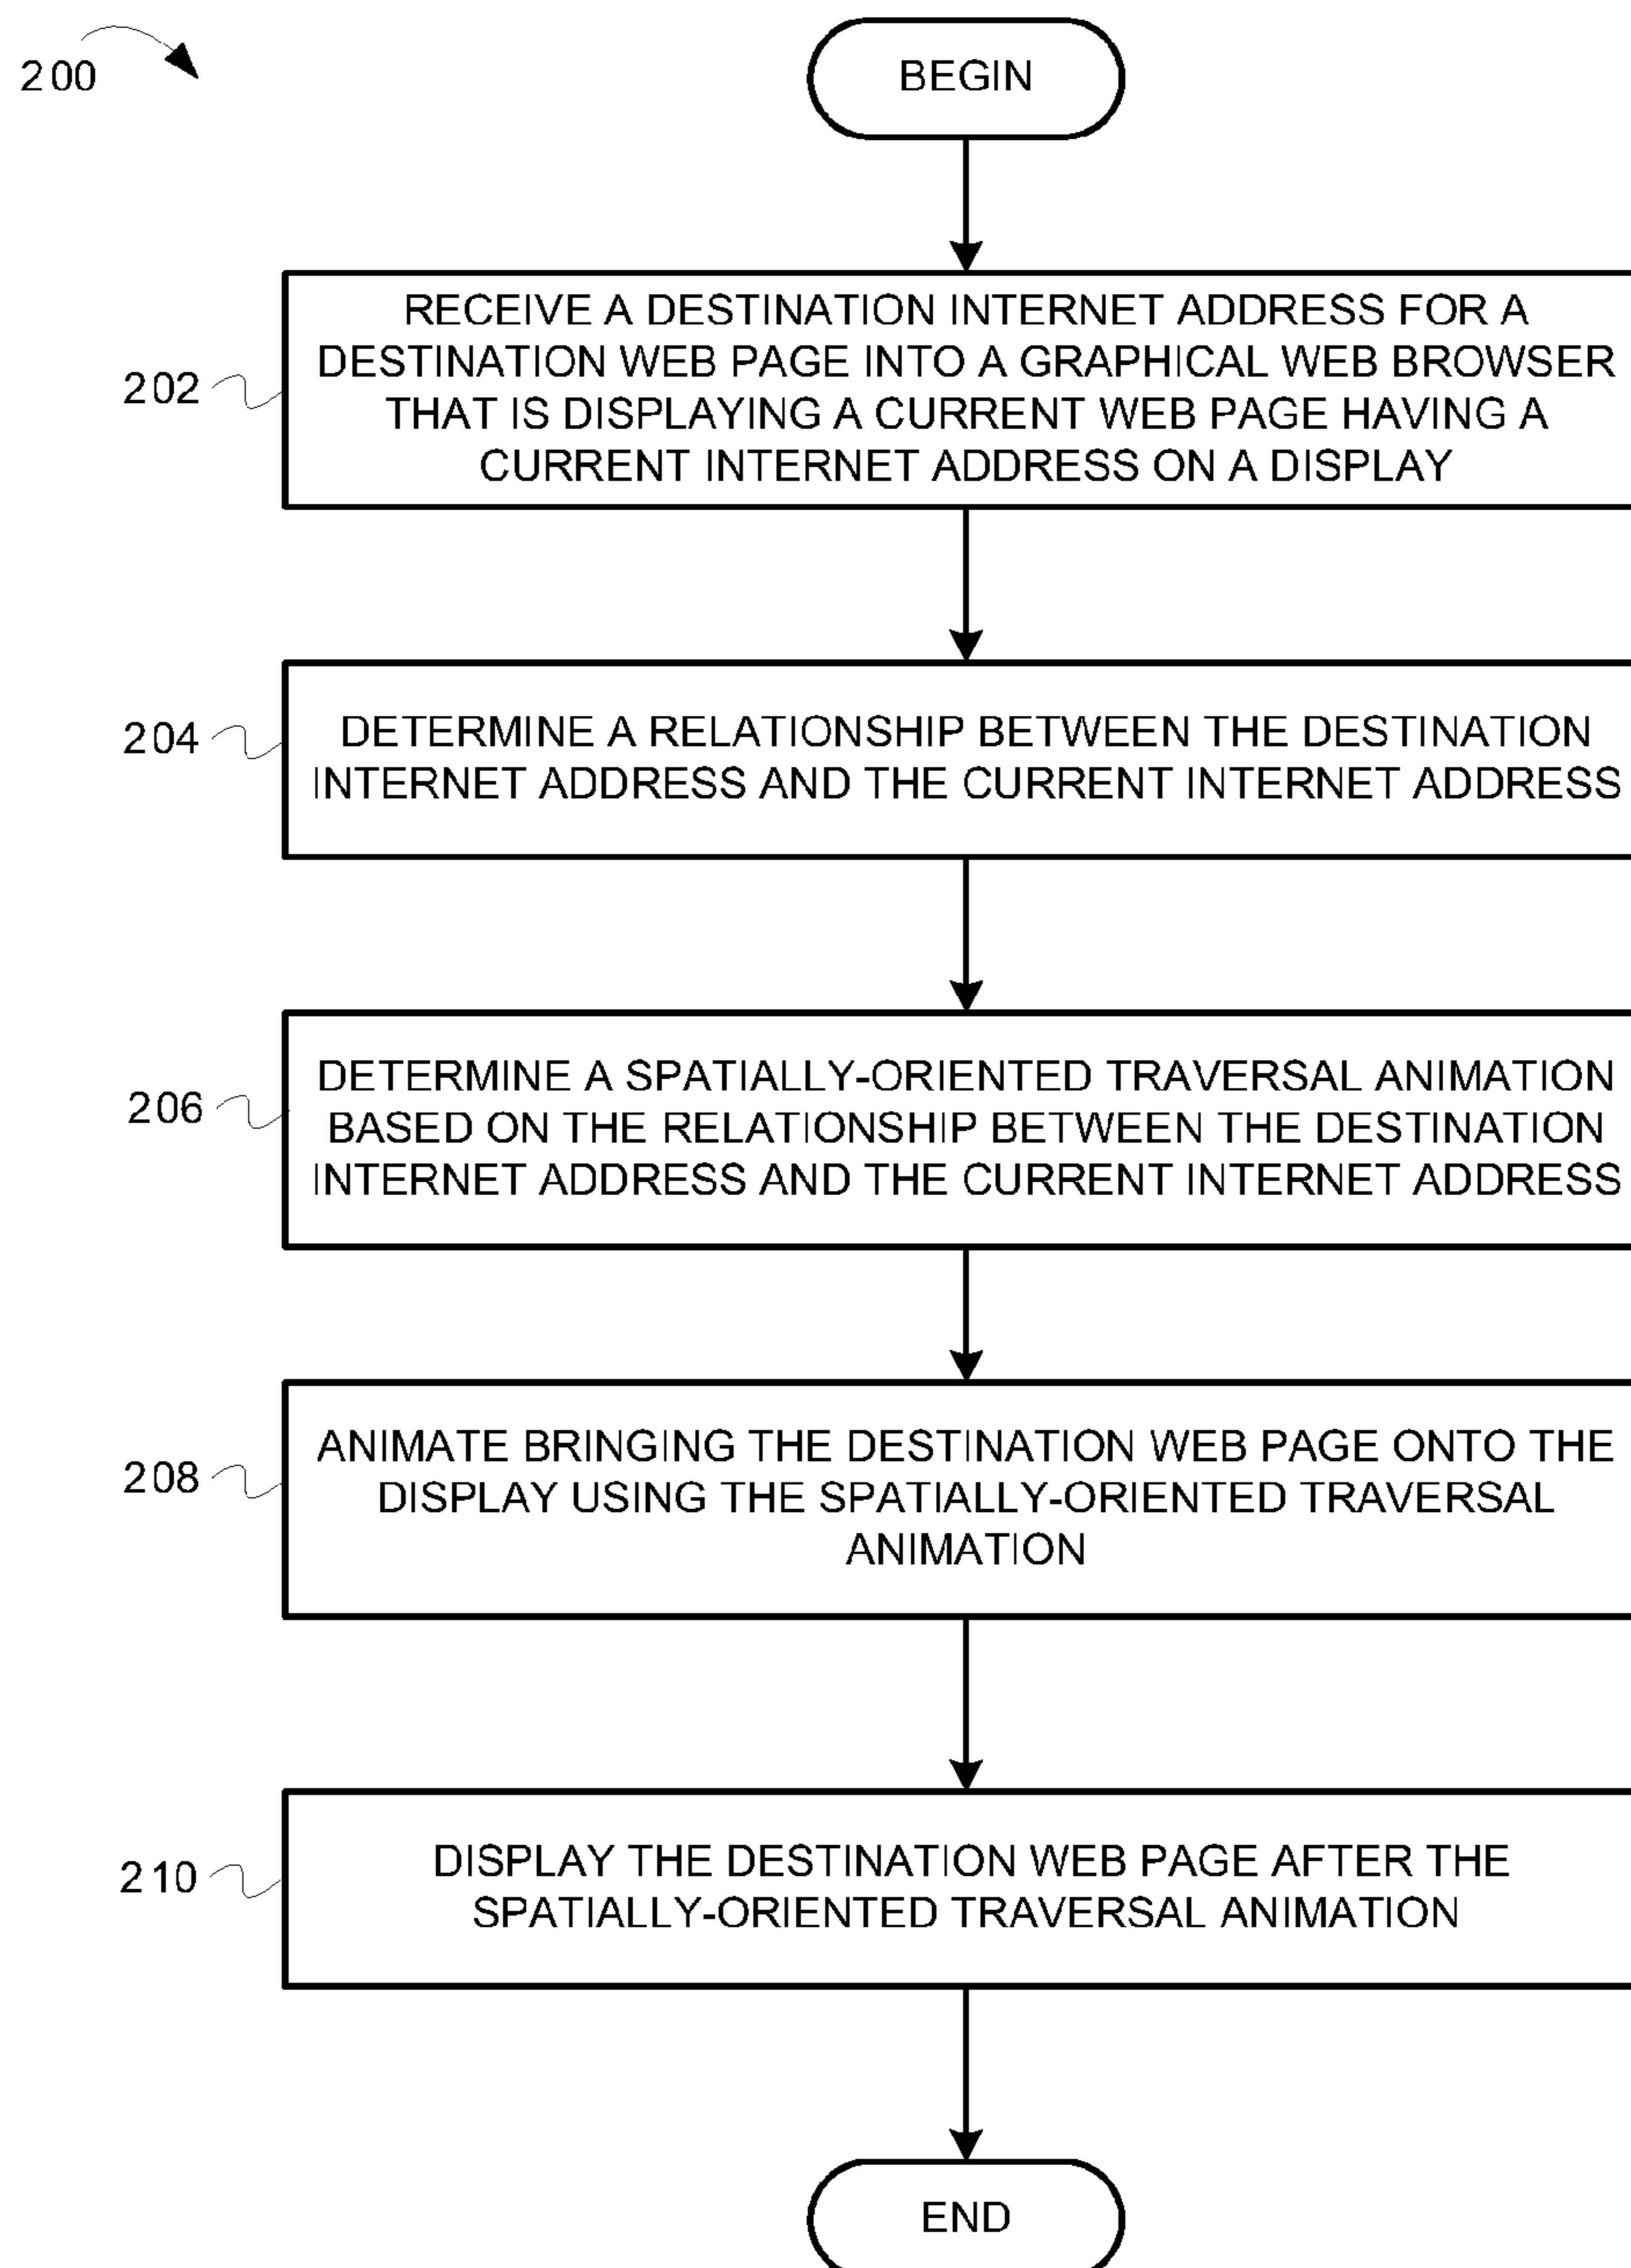 200
BEGIN
202
RECEIVE A DESTINATION INTERNET ADDRESS FOR A
DESTINATION WEB PAGE INTO A GRAPHICAL WEB BROWSER
THAT IS DISPLAYING A CURRENT WEB PAGE HAVING A
CURRENT INTERNET ADDRESS ON A DISPLAY
204
DETERMINE A RELATIONSHIP BETWEEN THE DESTINATION
INTERNET ADDRESS AND THE CURRENT INTERNET ADDRESS
206
DETERMINE A SPATIALLY-ORIENTED TRAVERSAL ANIMATION
BASED ON THE RELATIONSHIP BETWEEN THE DESTINATION
INTERNET ADDRESS AND THE CURRENT INTERNET ADDRESS
208
ANIMATE BRINGING THE DESTINATION WEB PAGE ONTO THE
DISPLAY USING THE SPATIALLY-ORIENTED TRAVERSAL
ANIMATION
210
DISPLAY THE DESTINATION WEB PAGE AFTER THE
SPATIALLY-ORIENTED TRAVERSAL ANIMATION
END